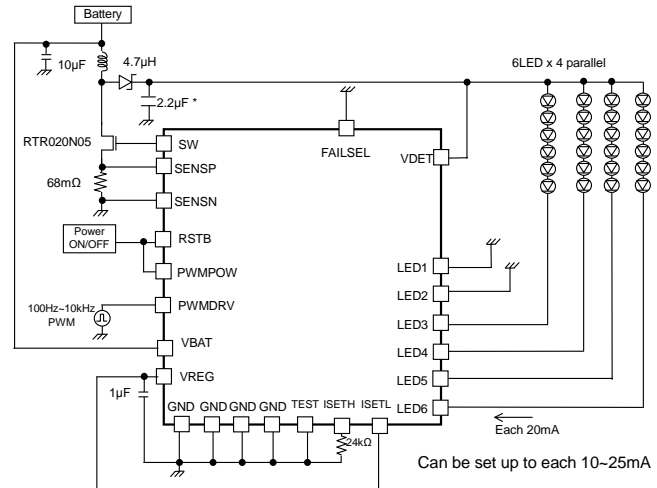 Battery
10µF
4.7µH
2.2µF *
6LED x 4 parallel
RTR020N05
68mΩ
SW
SENSP
SENSN
FAILSEL
VDET
Power
ON/OFF
RSTB
PWMPOW
100Hz~10kHz
PWM
PWMDRV
VBAT
VREG
1µF
LED1
LED2
LED3
LED4
LED5
LED6
GND
GND
GND
GND
TEST
ISETH
ISETL
24kΩ
Each 20mA
Can be set up to each 10~25mA